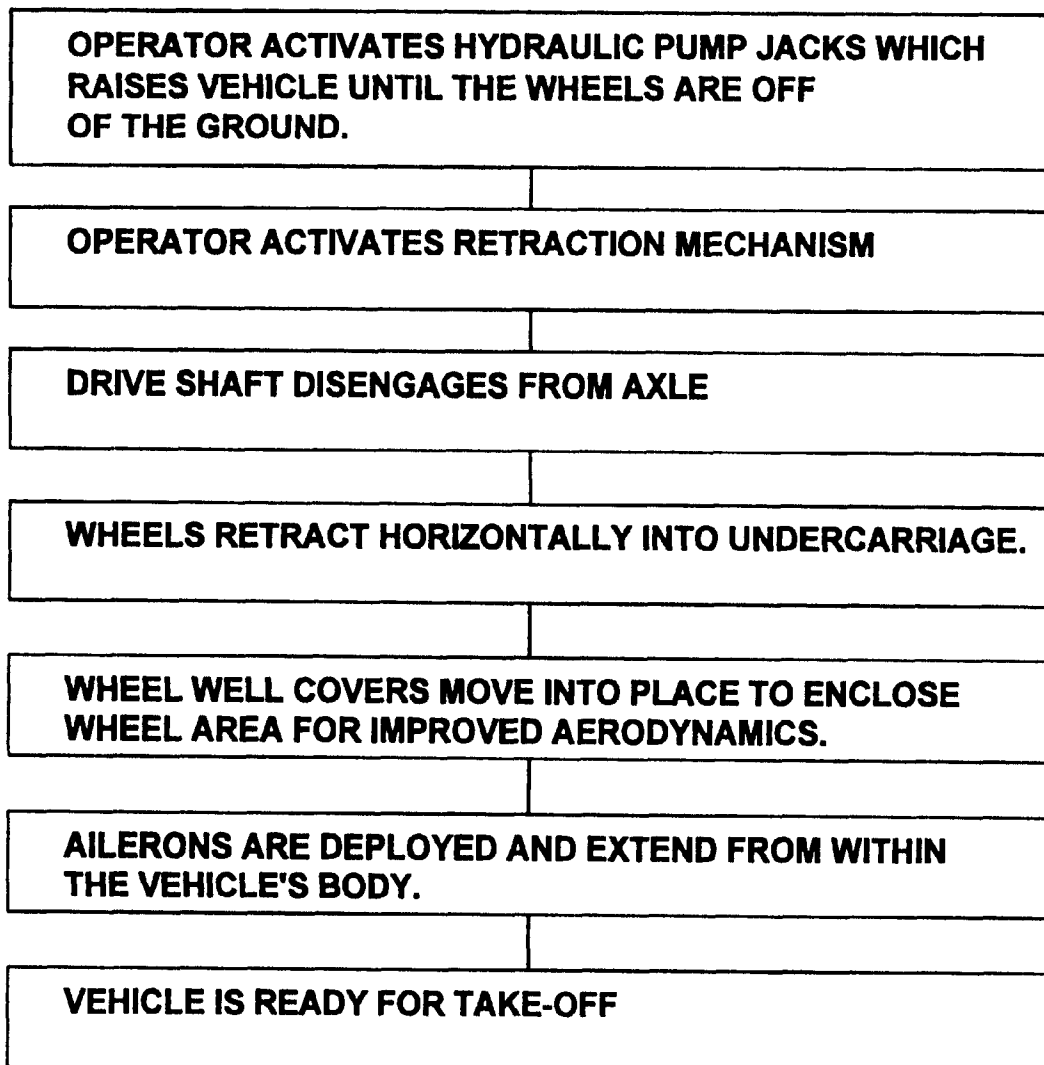 OPERATOR ACTIVATES HYDRAULIC PUMP JACKS WHICH
RAISES VEHICLE UNTIL THE WHEELS ARE OFF
OF THE GROUND.
OPERATOR ACTIVATES RETRACTION MECHANISM
DRIVE SHAFT DISENGAGES FROM AXLE
WHEELS RETRACT HORIZONTALLY INTO UNDERCARRIAGE.
WHEEL WELL COVERS MOVE INTO PLACE TO ENCLOSE
WHEEL AREA FOR IMPROVED AERODYNAMICS.
AILERONS ARE DEPLOYED AND EXTEND FROM WITHIN
THE VEHICLE'S BODY.
VEHICLE IS READY FOR TAKE-OFF